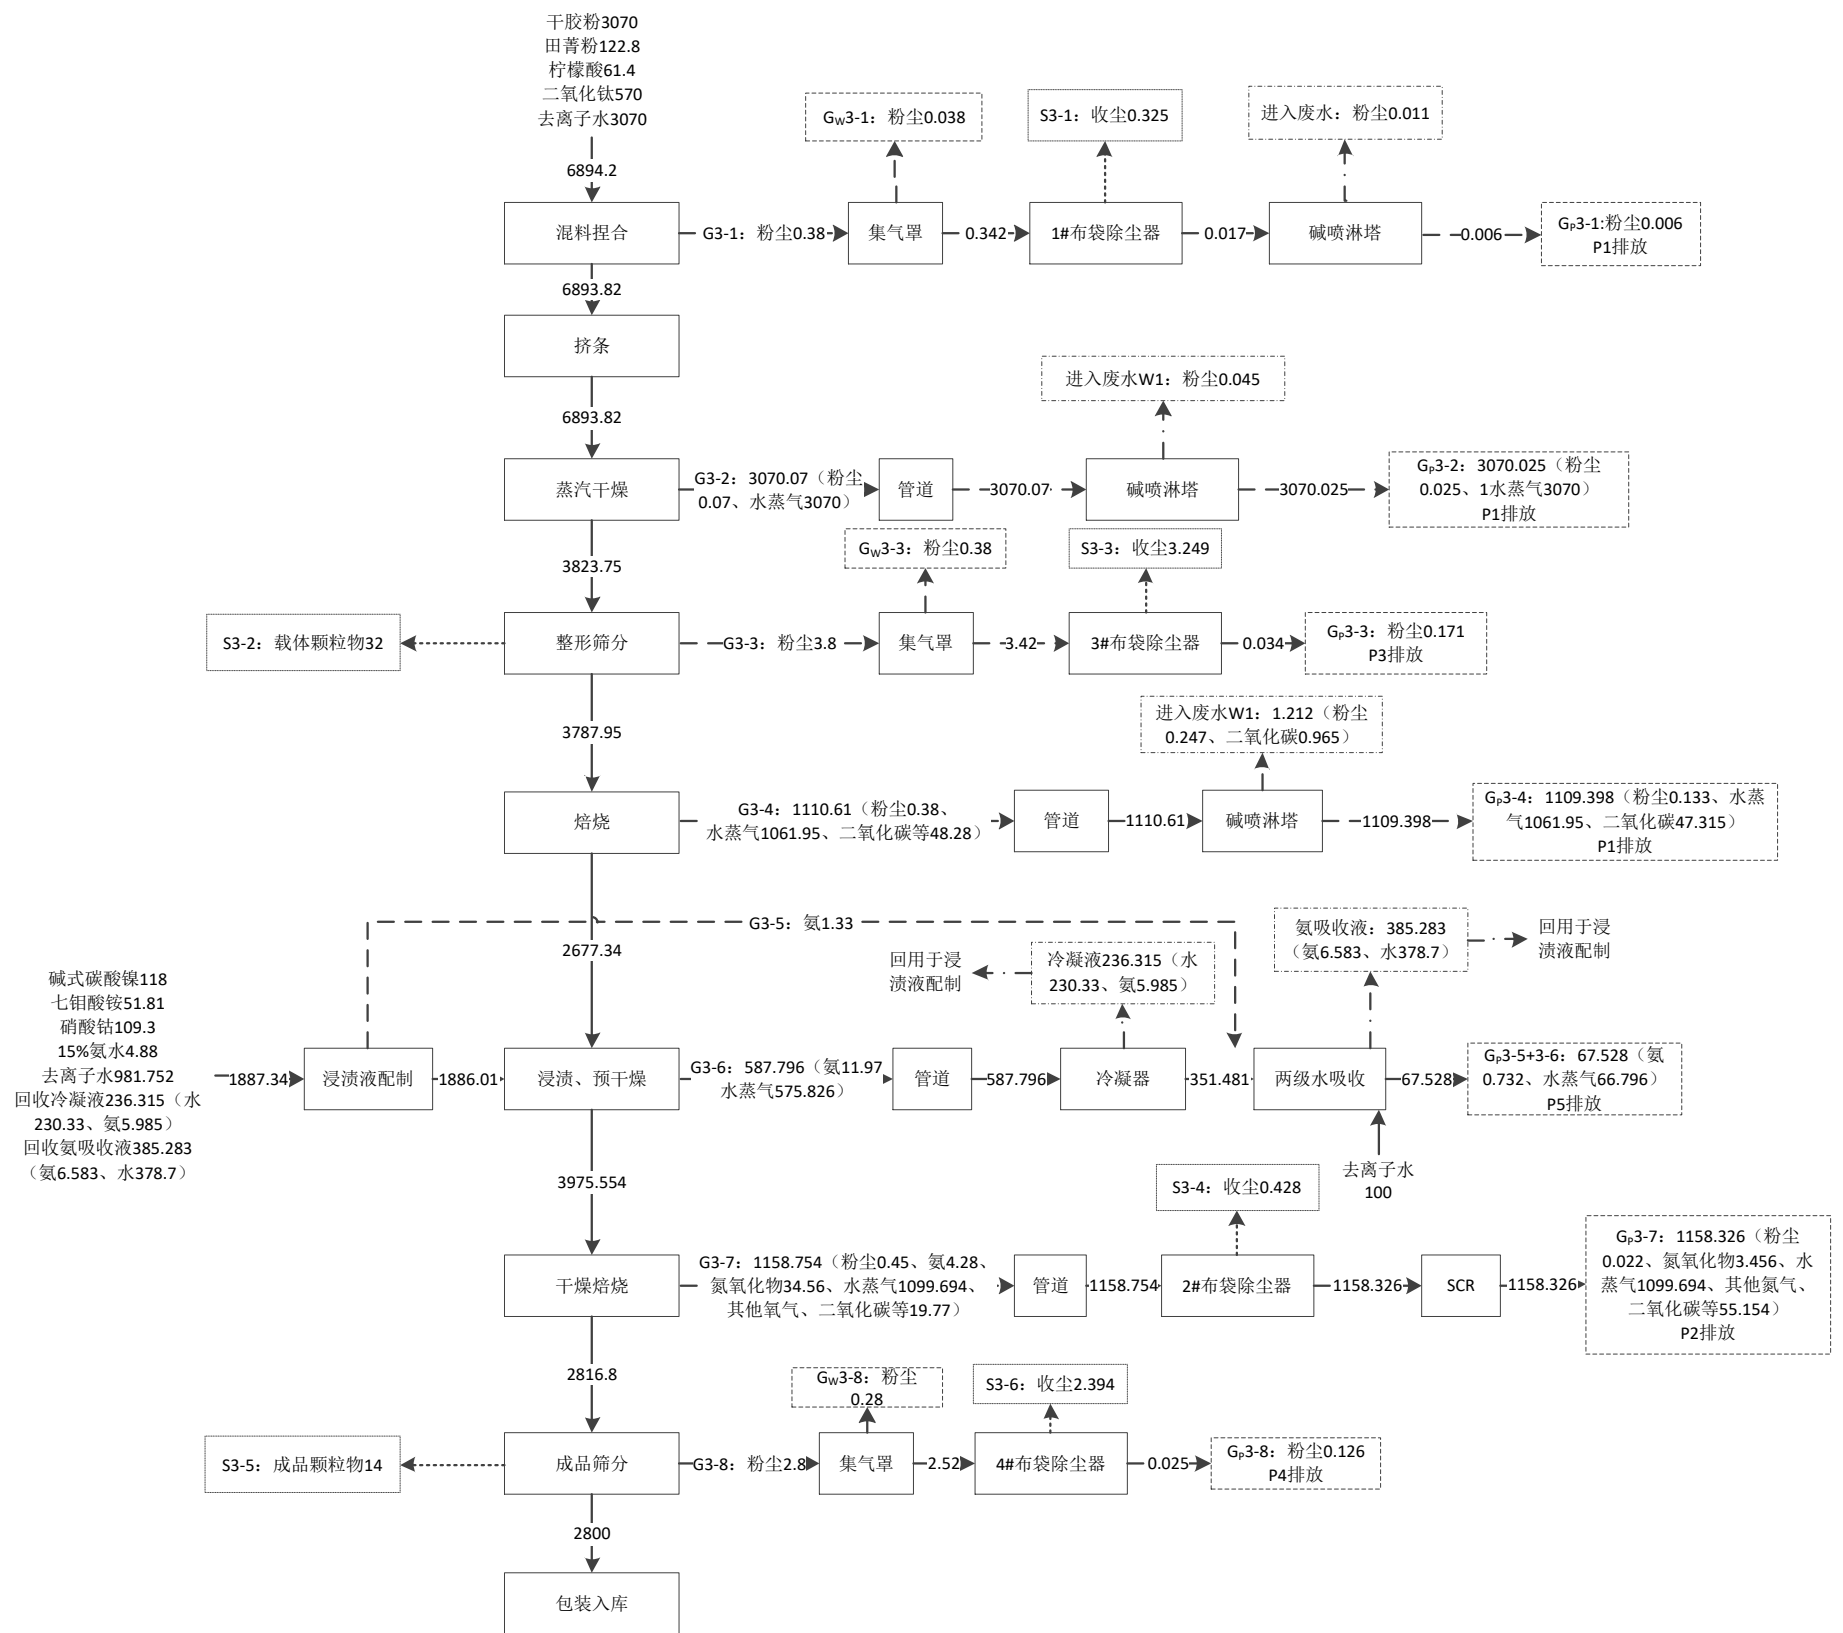 干胶粉3070
田菁粉122.8
柠檬酸61.4
二氧化钛570
去离子水3070
6894.2
Gw3-1：粉尘0.038
S3-1：收尘0.325
进入废水：粉尘0.011
混料捏合
G3-1：粉尘0.38
集气罩
0.342
1#布袋除尘器
0.017
碱喷淋塔
0.006
GP3-1:粉尘0.006
P1排放
6893.82
挤条
6893.82
进入废水W1：粉尘0.045
蒸汽干燥
G3-2：3070.07（粉尘
0.07、水蒸气3070）
管道
3070.07
碱喷淋塔
3070.025
GP3-2：3070.025（粉尘
0.025、1水蒸气3070）
P1排放
3823.75
Gw3-3：粉尘0.38
S3-3：收尘3.249
S3-2：载体颗粒物32
整形筛分
G3-3：粉尘3.8
集气罩
3.42
3#布袋除尘器
0.034
GP3-3：粉尘0.171
P3排放
3787.95
进入废水W1：1.212（粉尘
0.247、二氧化碳0.965）
焙烧
G3-4：1110.61（粉尘0.38、
水蒸气1061.95、二氧化碳等48.28）
管道
1110.61
碱喷淋塔
1109.398
GP3-4：1109.398（粉尘0.133、水蒸
气1061.95、二氧化碳47.315）
P1排放
G3-5：氨1.33
2677.34
回用于浸
渍液配制
冷凝液236.315（水
230.33、氨5.985）
氨吸收液：385.283
（氨6.583、水378.7）
回用于浸
渍液配制
碱式碳酸镍118
七钼酸铵51.81
硝酸钴109.3
15%氨水4.88
去离子水981.752
回收冷凝液236.315（水
230.33、氨5.985）
回收氨吸收液385.283
（氨6.583、水378.7）
1887.34
浸渍液配制
1886.01
浸渍、预干燥
G3-6：587.796（氨11.97
水蒸气575.826）
管道
587.796
冷凝器
351.481
两级水吸收
67.528
GP3-5+3-6：67.528（氨
0.732、水蒸气66.796）
P5排放
去离子水
100
3975.554
S3-4：收尘0.428
干燥焙烧
G3-7：1158.754（粉尘0.45、氨4.28、
氮氧化物34.56、水蒸气1099.694、
其他氧气、二氧化碳等19.77）
管道
1158.754
2#布袋除尘器
1158.326
SCR
1158.326
GP3-7：1158.326（粉尘
0.022、氮氧化物3.456、水
蒸气1099.694、其他氮气、
二氧化碳等55.154）
P2排放
2816.8
Gw3-8：粉尘
0.28
S3-6：收尘2.394
S3-5：成品颗粒物14
成品筛分
G3-8：粉尘2.8
集气罩
2.52
4#布袋除尘器
0.025
GP3-8：粉尘0.126
P4排放
2800
包装入库